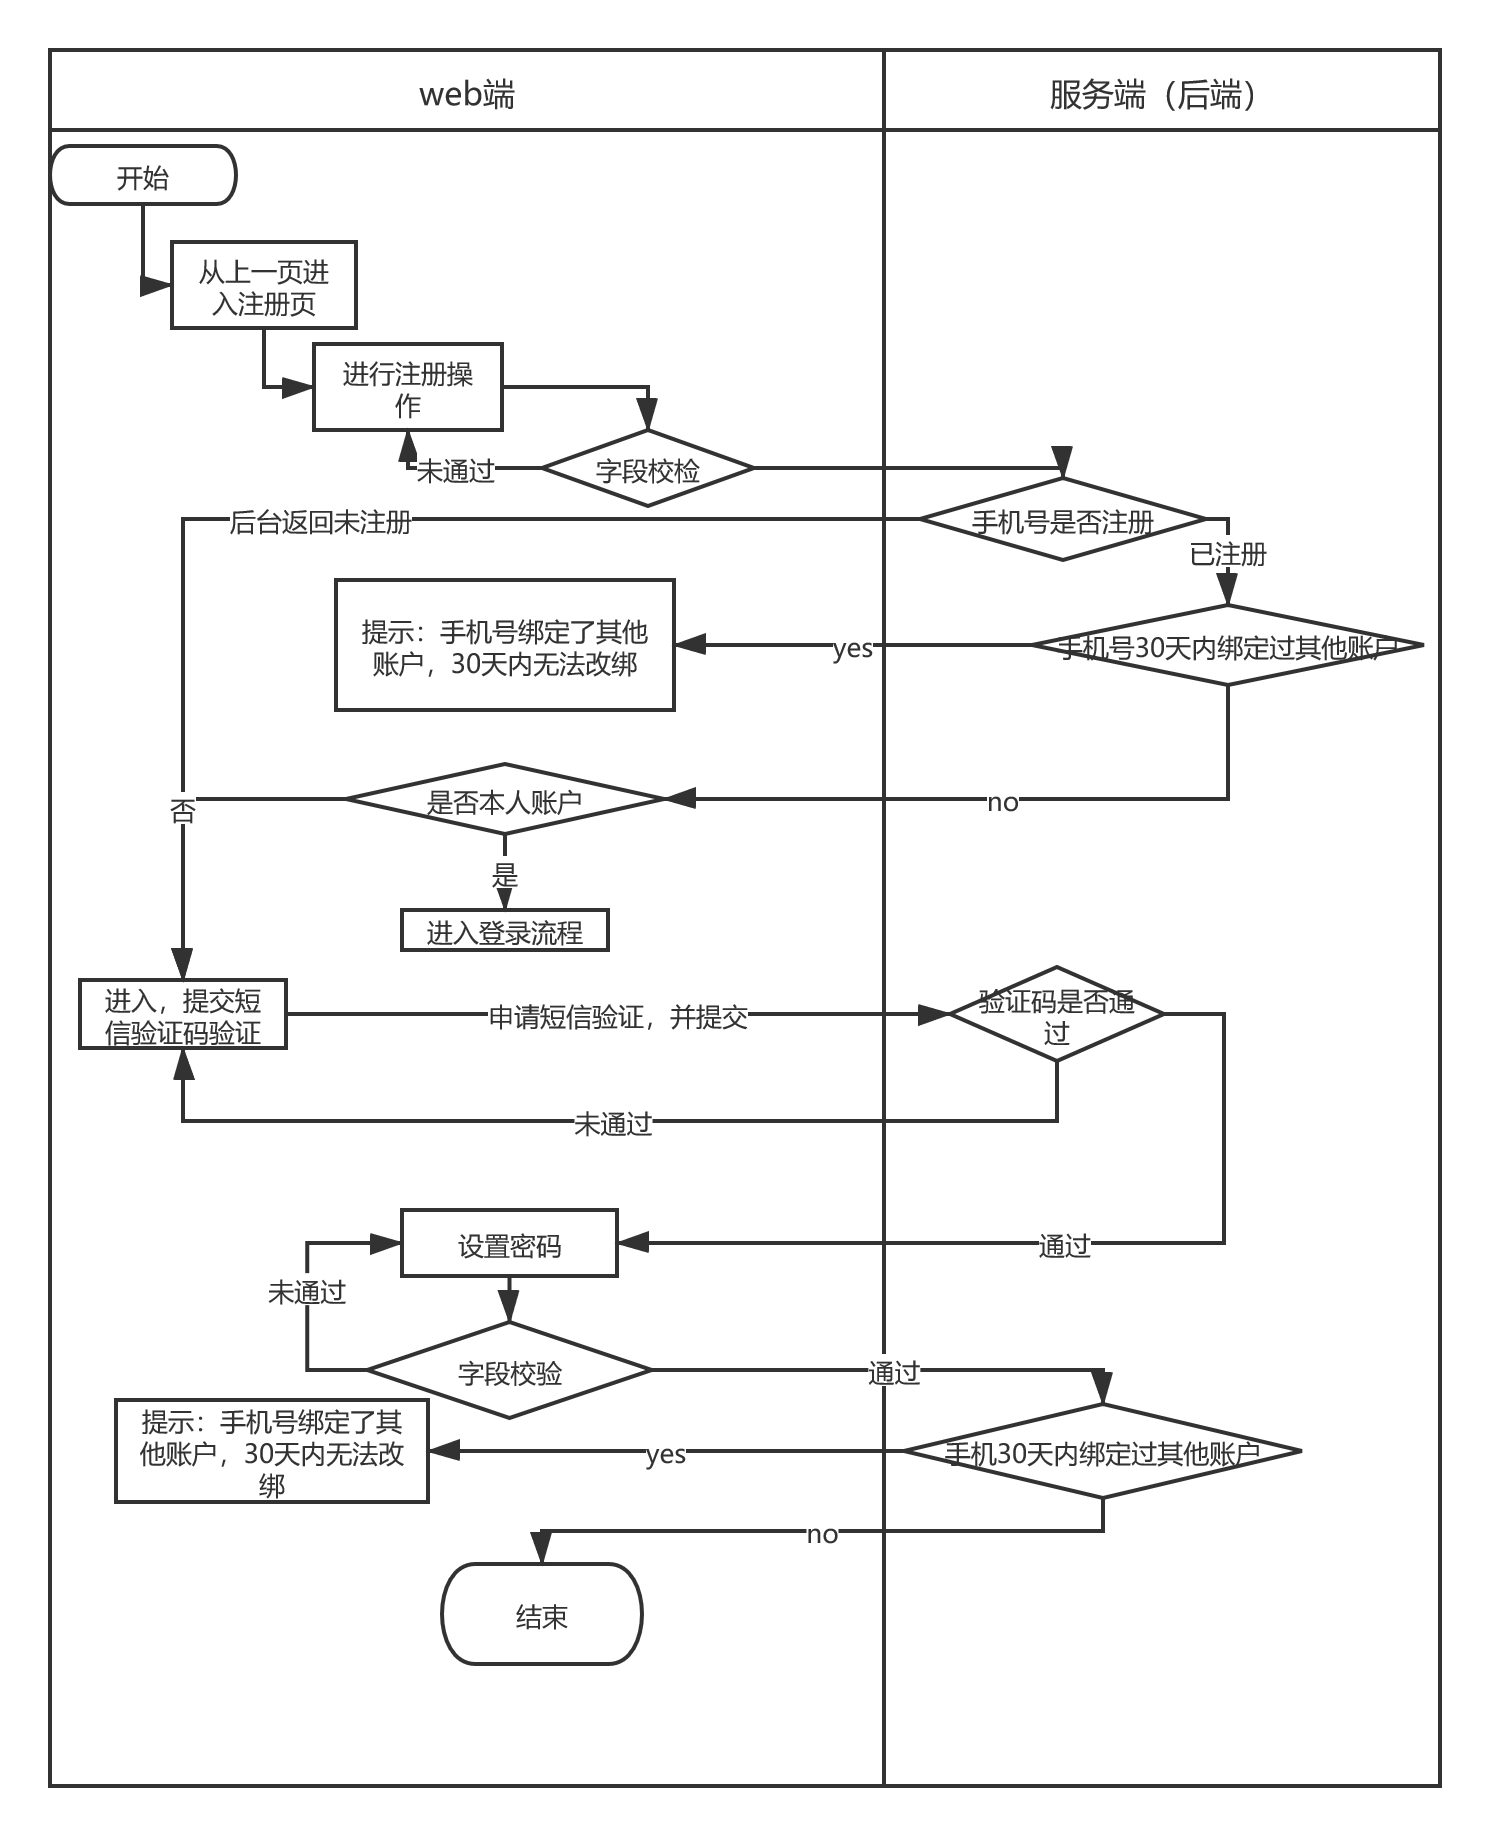 web端
服务端（后端）
开始
从上一页进
入注册页
进行注册操
作
未通过
字段校检
后台返回未注册
手机号是否注册
已注册
提示：手机号绑定了其他
账户，30天内无法改绑
yes
手机号30天内绑定过其他账户
否
是否本人账户
no
是
进入登录流程
进入，提交短
信验证码验证
申请短信验证，并提交
验证码是否通
过
未通过
设置密码
通过
未通过
字段校验
通过
提示：手机号绑定了其
他账户，30天内无法改
绑
yes
手机30天内绑定过其他账户
no
结束